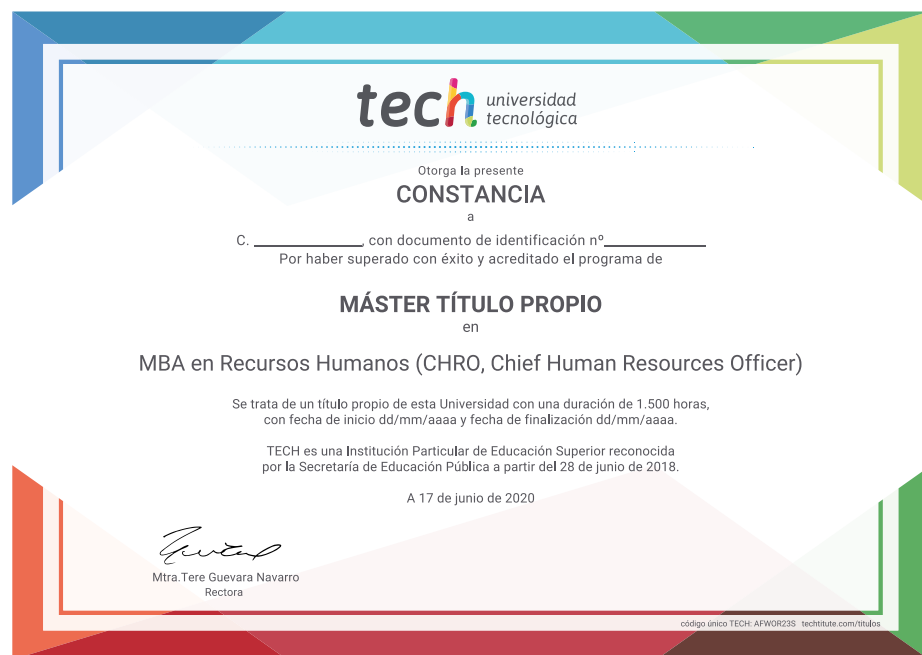 tech universidad
tecnológica
Otorga la presente
CONSTANCIA
a
C. ____________, con documento de identificación nº____________
Por haber superado con éxito y acreditado el programa de
MÁSTER TÍTULO PROPIO
en
MBA en Recursos Humanos (CHRO, Chief Human Resources Officer)
Se trata de un título propio de esta Universidad con una duración de 1.500 horas,
con fecha de inicio dd/mm/aaaa y fecha de finalización dd/mm/aaaa.
TECH es una Institución Particular de Educación Superior reconocida
por la Secretaría de Educación Pública a partir del 28 de junio de 2018.
A 17 de junio de 2020
Mtra.Tere Guevara Navarro
Rectora
código único TECH: AFWOR23S techtitute.com/titulos